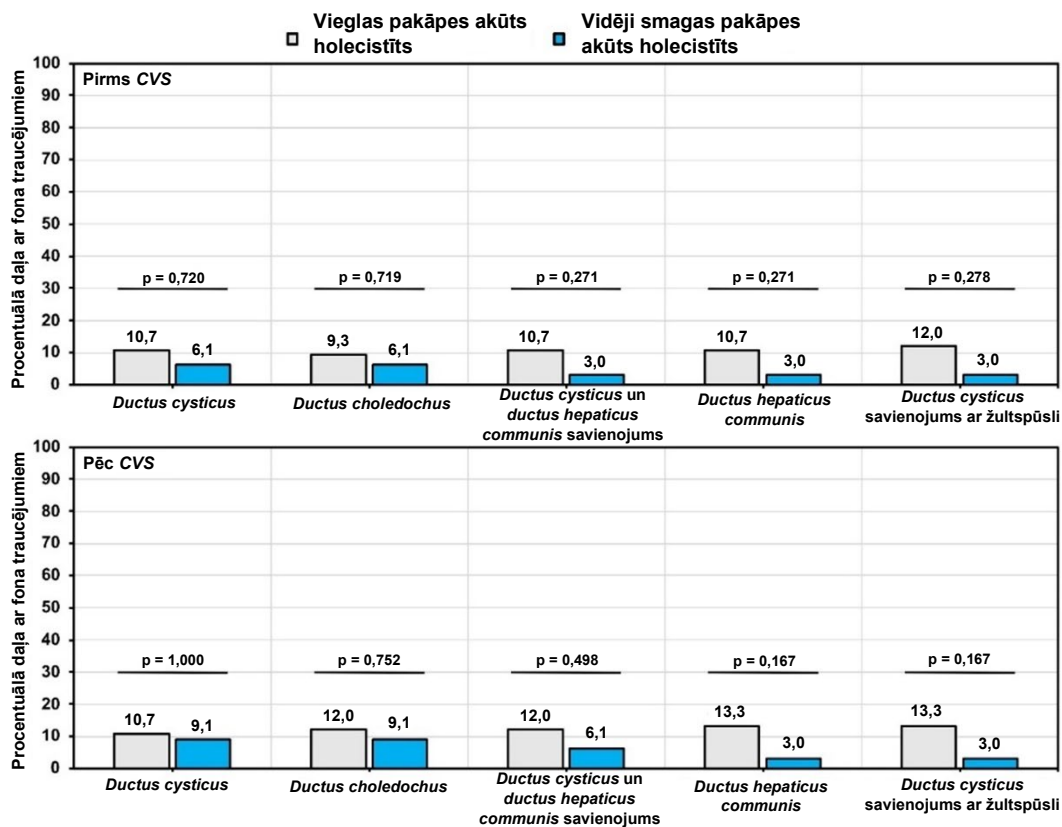 Vieglas pakāpes akūts
holecistīts
Vidēji smagas pakāpes
akūts holecistīts
Procentuālā daļa ar fona traucējumiem
100
90
80
70
60
50
40
30
20
10
0
Pirms CVS
p = 0,720
p = 0,719
p = 0,271
p = 0,271
p = 0,278
10,7
6,1
9,3
6,1
10,7
3,0
10,7
3,0
12,0
3,0
Ductus cysticus
Ductus choledochus
Ductus cysticus un
ductus hepaticus
communis savienojums
Ductus hepaticus
communis
Ductus cysticus
savienojums ar žultspūsli
Procentuālā daļa ar fona traucējumiem
100
90
80
70
60
50
40
30
20
10
0
Pēc CVS
p = 1,000
p = 0,752
p = 0,498
p = 0,167
p = 0,167
10,7
9,1
12,0
9,1
12,0
6,1
13,3
3,0
13,3
3,0
Ductus cysticus
Ductus choledochus
Ductus cysticus un
ductus hepaticus
communis savienojums
Ductus hepaticus
communis
Ductus cysticus
savienojums ar žultspūsli